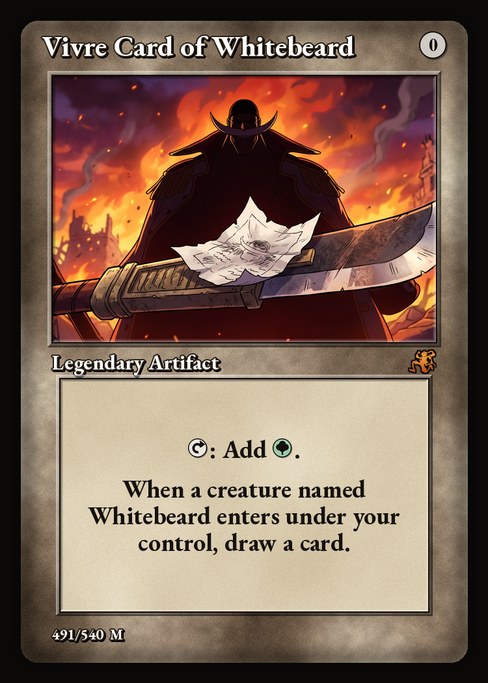 Vivre Card of Whitebeard 0
Legendary Artifact
: Add .
When a creature named
Whitebeard enters under your
control, draw a card.
491/540 M